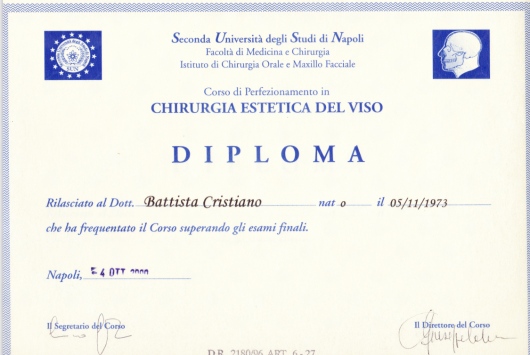 Seconda Università degli Studi di Napoli
Facoltà di Medicina e Chirurgia
Istituto di Chirurgia Orale e Maxillo Facciale
Corso di Perfezionamento in
CHIRURGIA ESTETICA DEL VISO
DIPLOMA
Rilasciato al Dott. Battista Cristiano nat o il 05/11/1973
che ha frequentato il Corso superando gli esami finali.
Napoli, 4 OTT
Il Segretario del Corso Il Direttore del Corso
D.R. 2180/96 ART. 6-27